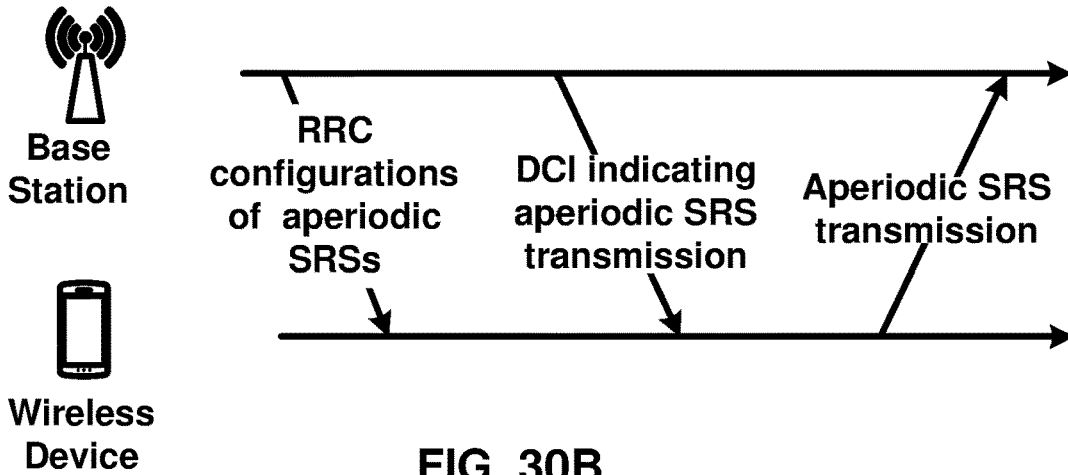 Base
Station
RRC
configurations
of aperiodic
SRSs
DCI indicating
aperiodic SRS
transmission
Aperiodic SRS
transmission
Wireless
Device
FIG. 30B